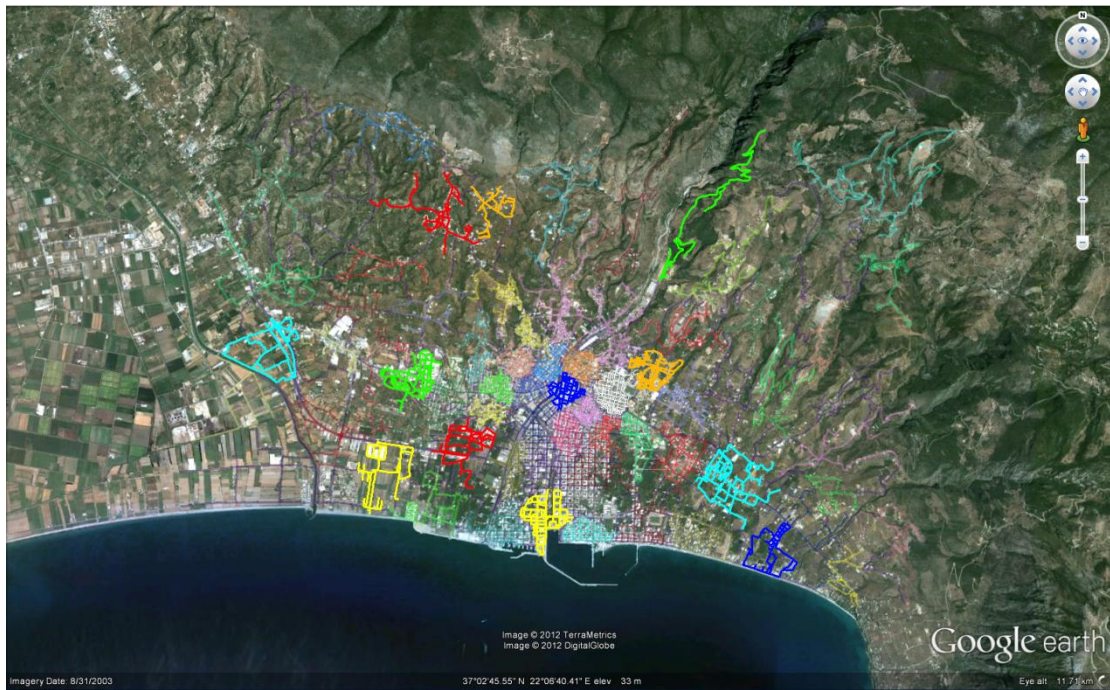 N
Image © 2012 TerraMetrics
Image © 2012 DigitalGlobe
Google earth
Imagery Date: 8/31/2003
37°02'45.55" N 22°06'40.41" E elev 33 m
Eye alt 11.71 km